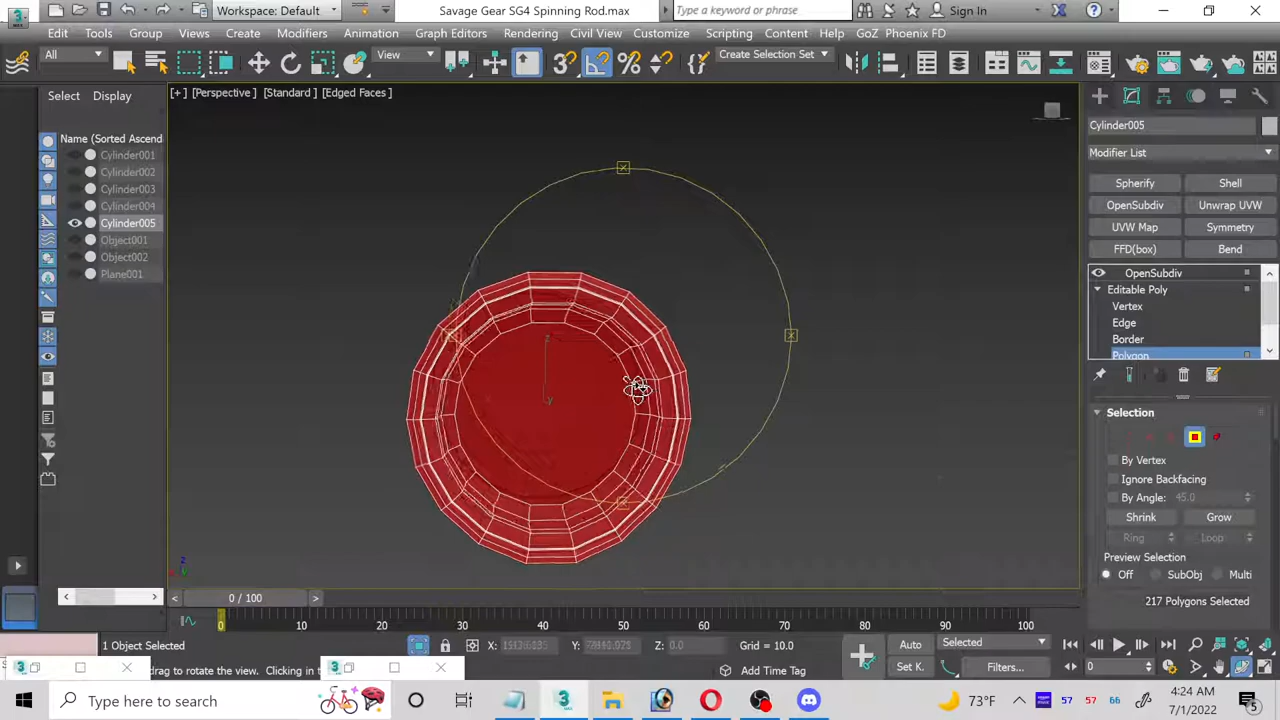 Workspace: Default
Savage Gear SG4 Spinning Rod.max
Type a keyword or phrase
Sign In
Edit Tools Group Views Create Modifiers Animation Graph Editors Rendering Civil View Customize Scripting Content Help GoZ Phoenix FD
All
View
Create Selection Set
Select Display
[+] [Perspective] [Standard] [Edged Faces]
Name (Sorted Ascend
Cylinder001
Cylinder002
Cylinder003
Cylinder004
Cylinder005
Object001
Object002
Plane001
Cylinder005
Modifier List
Spherify Shell
OpenSubdiv Unwrap UVW
UVW Map Symmetry
FFD(box) Bend
OpenSubdiv
Editable Poly
Vertex
Edge
Border
Polygon
Selection
By Vertex
Ignore Backfacing
By Angle: 45.0
Shrink Grow
Ring Loop
Preview Selection
Off SubObj Multi
217 Polygons Selected
0 / 100
0 10 20 30 40 50 60 70 80 90 100
1 Object Selected
X: Y: Z: 0.0
Grid = 10.0
Auto
Selected
drag to rotate the view. Clicking in t
Add Time Tag
Set K.
Filters...
0
Type here to search
73°F
57 57 66
4:24 AM
7/1/2022
5